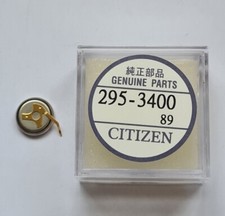 純正部品
GENUINE PARTS
295-3400
89
CITIZEN